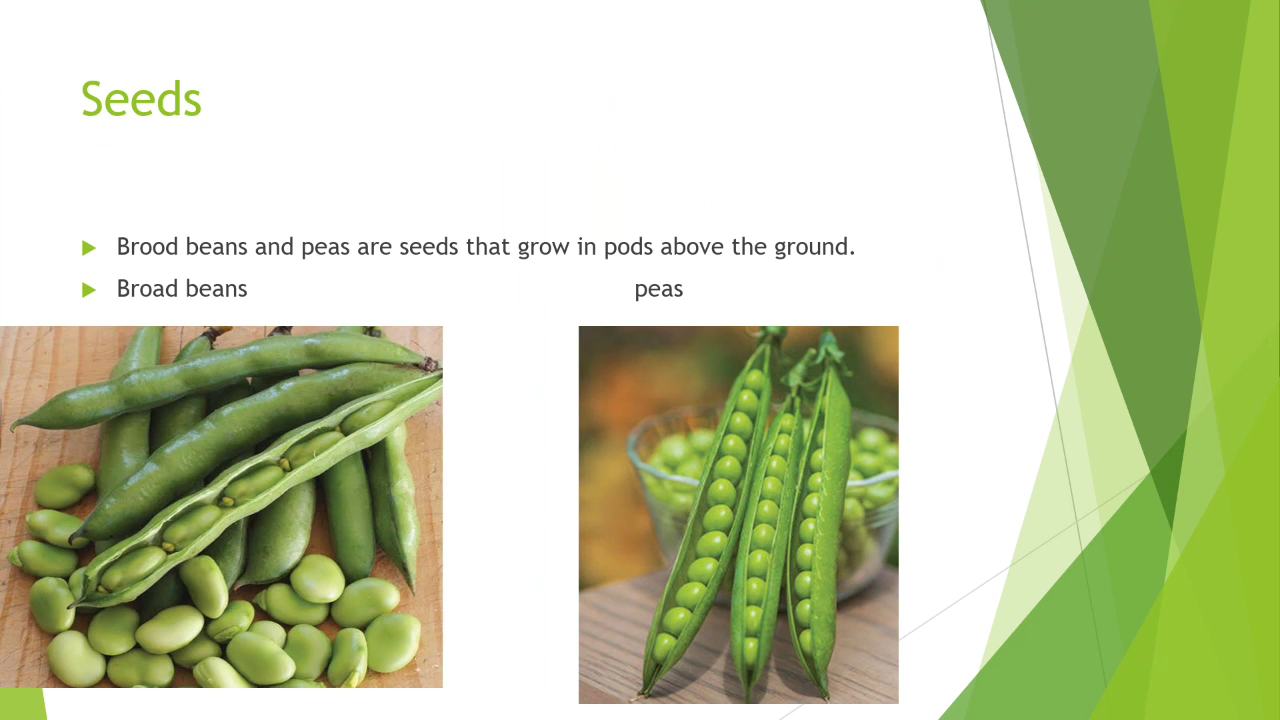 Seeds
Brood beans and peas are seeds that grow in pods above the ground.
Broad beans peas